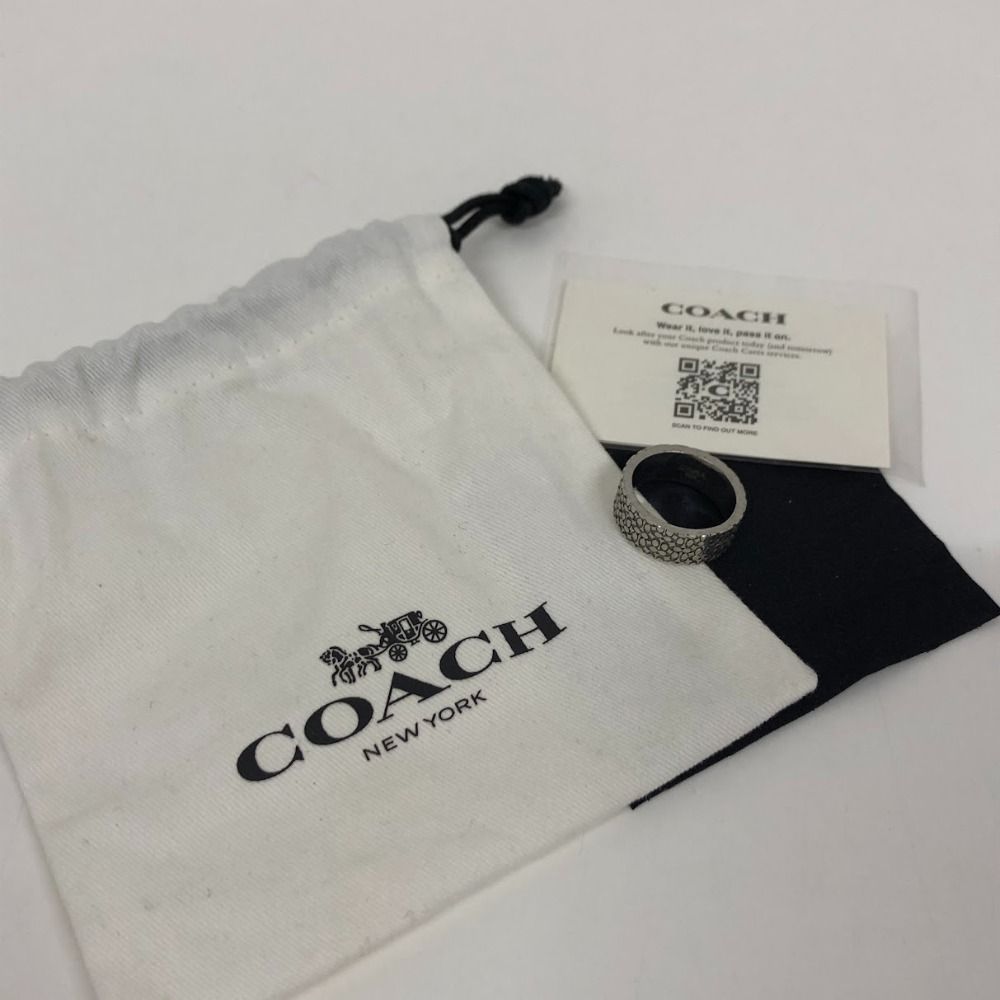 COACH
Wear it, love it, pass it on.
Look after your Coach product today (and tomorrow)
with our unique Coach Cares services.
C
SCAN TO FIND OUT MORE
COACH
NEW YORK